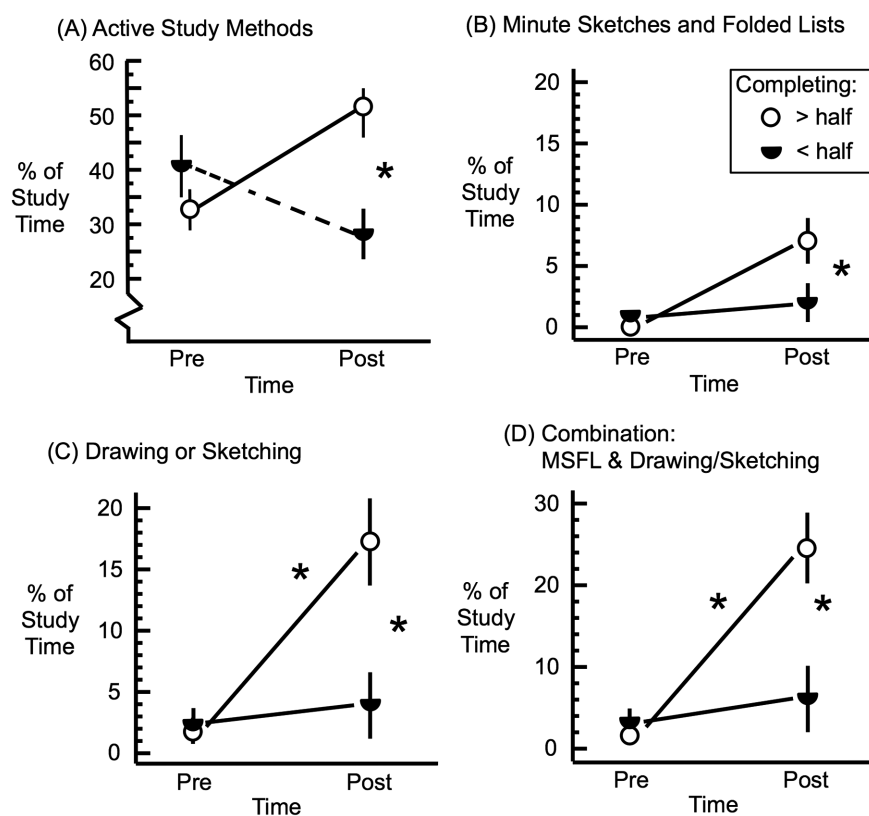 (A) Active Study Methods
60
50
40
30
20
% of
Study
Time
*
Pre
Post
Time
(B) Minute Sketches and Folded Lists
20
15
10
5
0
% of
Study
Time
Completing:
> half
< half
*
Pre
Post
Time
(C) Drawing or Sketching
20
15
10
5
0
% of
Study
Time
*
*
Pre
Post
Time
(D) Combination:
MSFL & Drawing/Sketching
30
20
10
0
% of
Study
Time
*
*
Pre
Post
Time